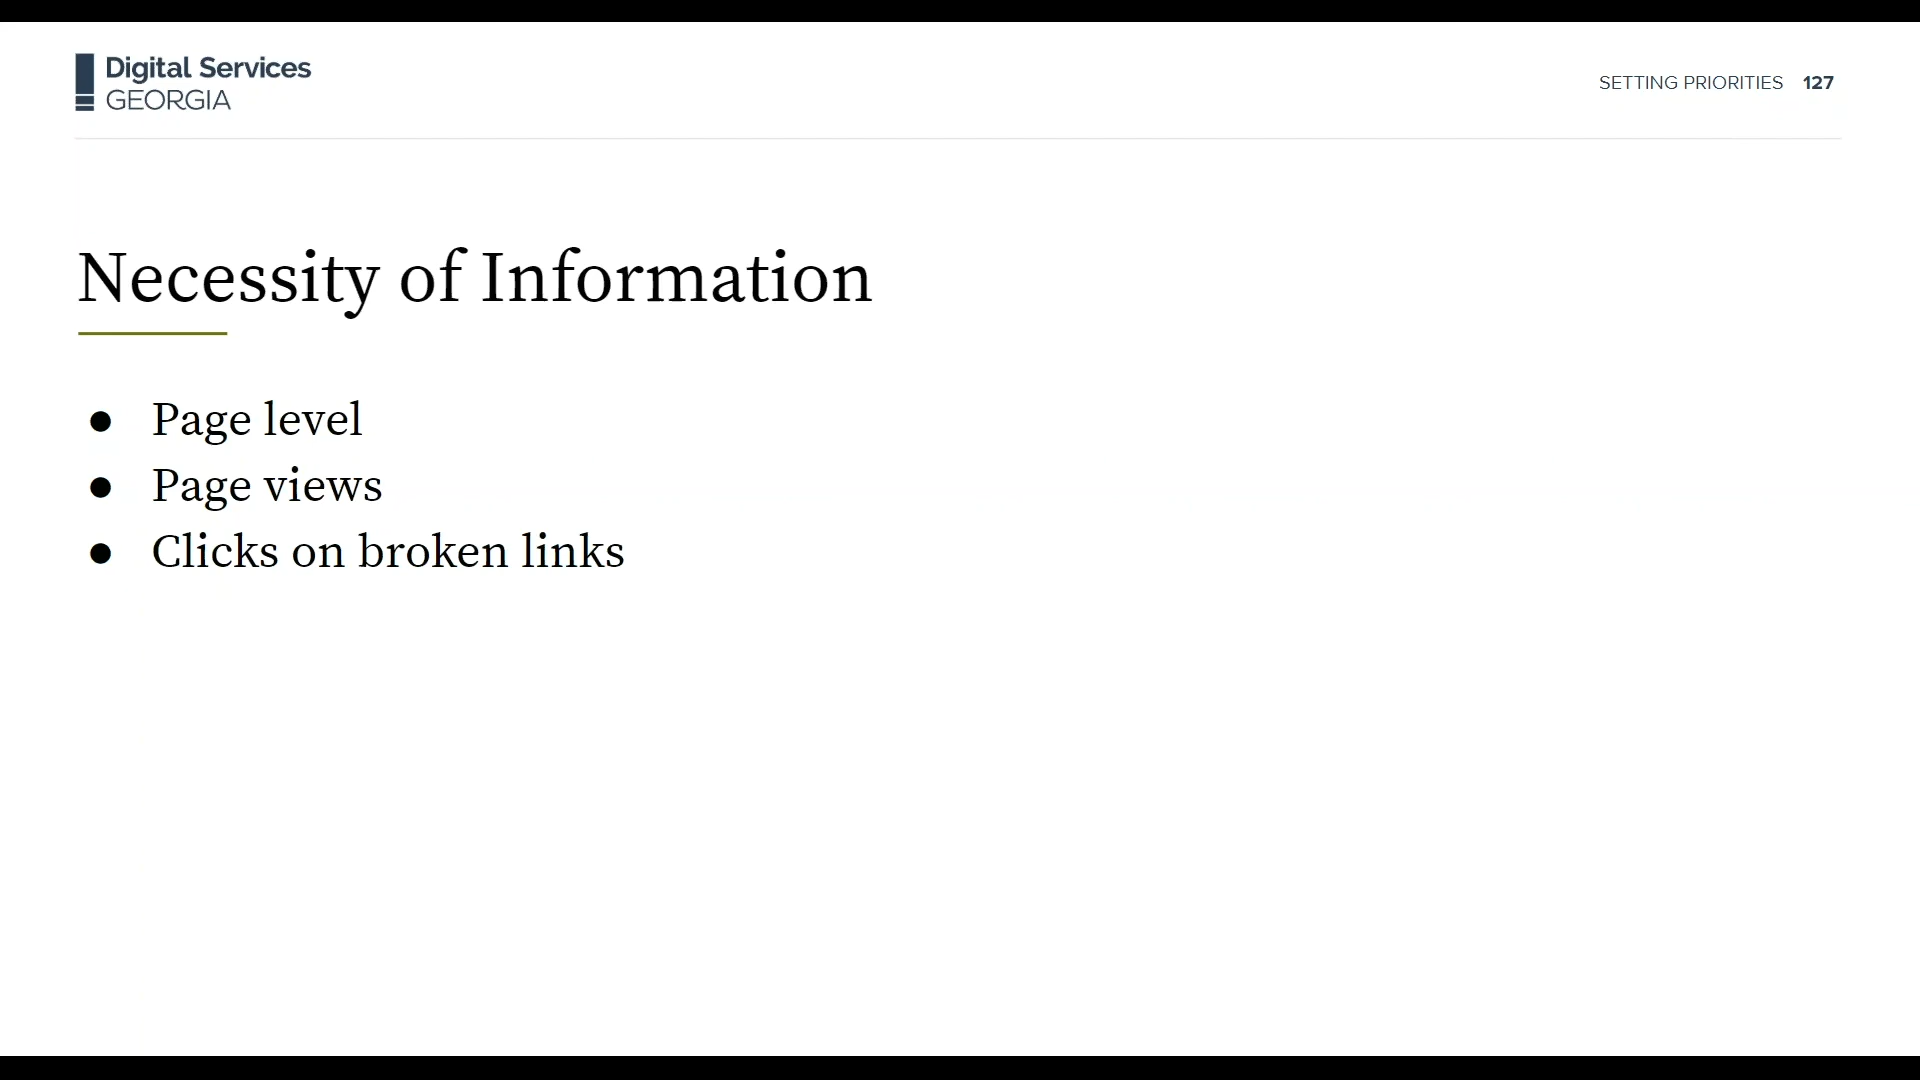 Digital Services
GEORGIA
SETTING PRIORITIES 127
Necessity of Information
● Page level
● Page views
● Clicks on broken links